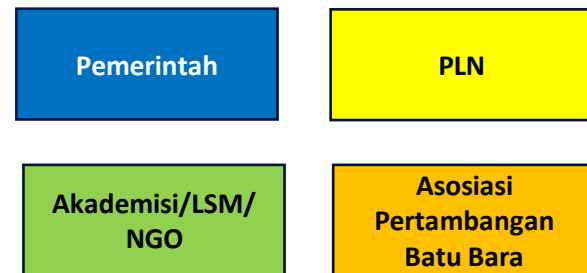 Pemerintah
PLN
Akademisi/LSM/
NGO
Asosiasi
Pertambangan
Batu Bara